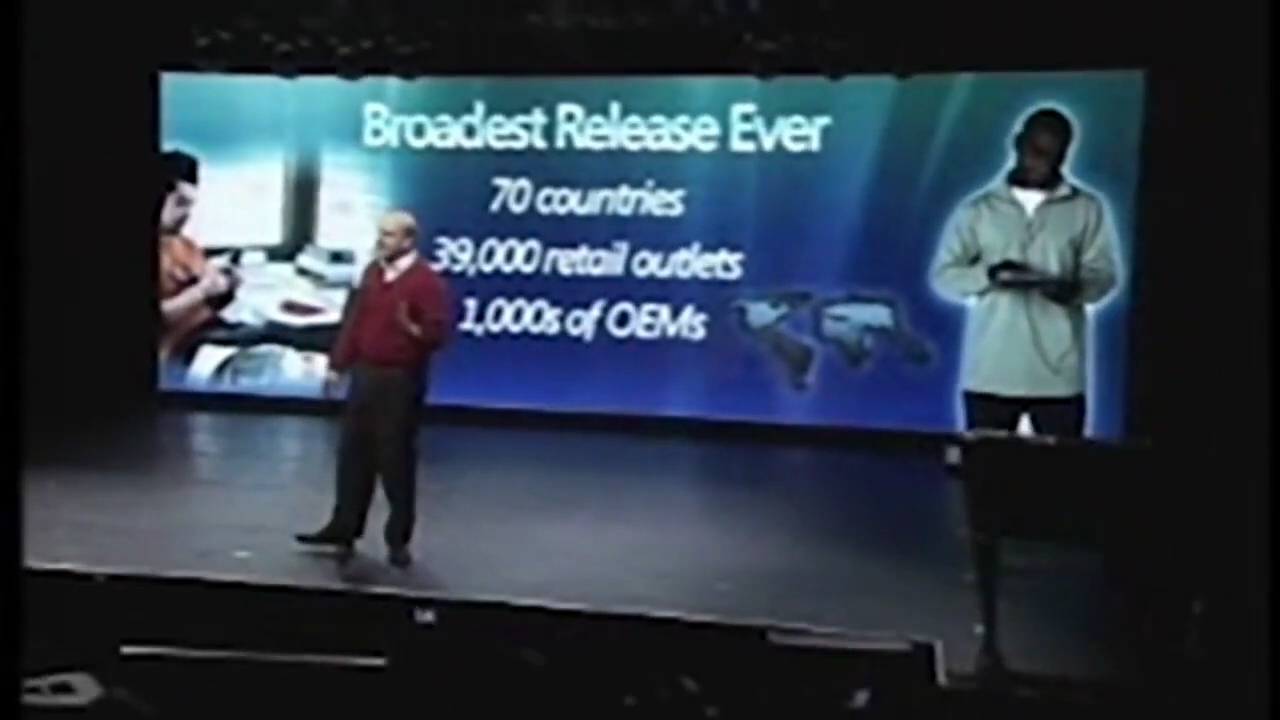 Broadest Release Ever
70 countries
39,000 retail outlets
1,000s of OEMs